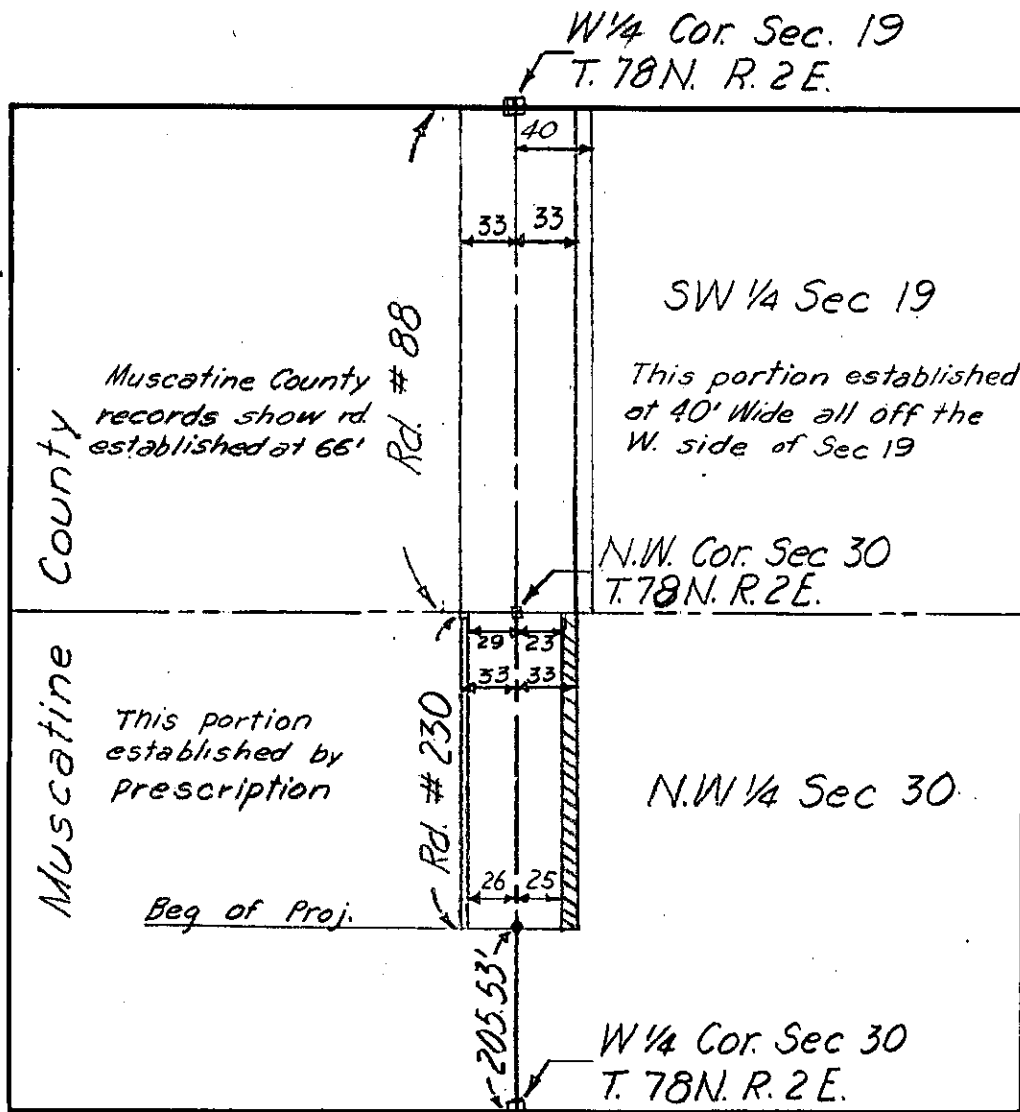 W 1/4 Cor. Sec. 19
T. 78N. R. 2E.
40
33 33
SW 1/4 Sec 19
Rd. # 88
Muscatine County
records show rd.
established at 66'
This portion established
at 40' Wide all off the
W. side of Sec 19
Muscatine County
N.W. Cor. Sec 30
T. 78N. R. 2E.
29 23
33 33
This portion
established by
Prescription
Rd. # 230
N.W 1/4 Sec 30
26 25
Beg of Proj.
205.53'
W 1/4 Cor. Sec 30
T. 78N. R. 2E.